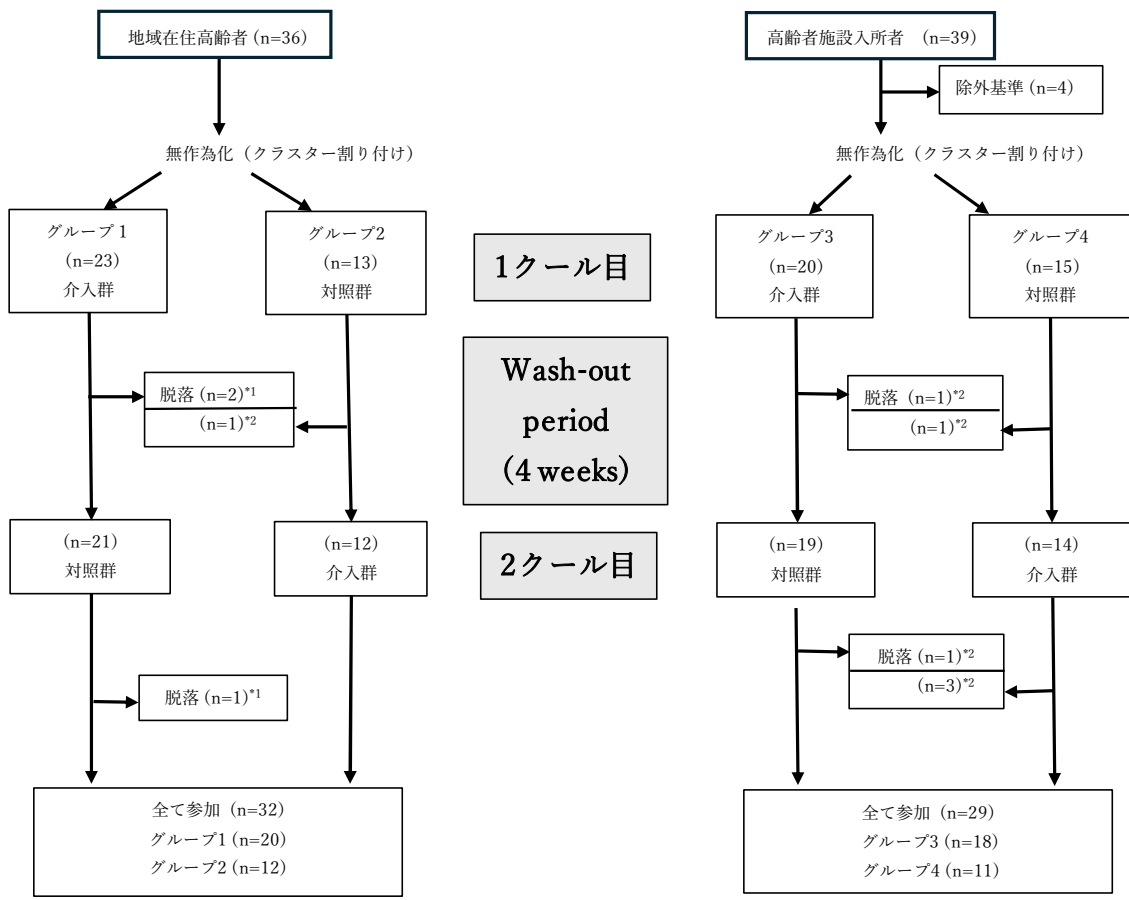 地域在住高齢者 (n=36)
無作為化（クラスター割り付け）
グループ1
(n=23)
介入群
グループ2
(n=13)
対照群
脱落 (n=2)*1
(n=1)*2
(n=21)
対照群
(n=12)
介入群
脱落 (n=1)*1
全て参加 (n=32)
グループ1 (n=20)
グループ2 (n=12)
1クール目
Wash-out
period
(4 weeks)
2クール目
高齢者施設入所者　(n=39)
除外基準 (n=4)
無作為化（クラスター割り付け）
グループ3
(n=20)
介入群
グループ4
(n=15)
対照群
脱落 (n=1)*2
(n=1)*2
(n=19)
対照群
(n=14)
介入群
脱落 (n=1)*2
(n=3)*2
全て参加 (n=29)
グループ3 (n=18)
グループ4 (n=11)